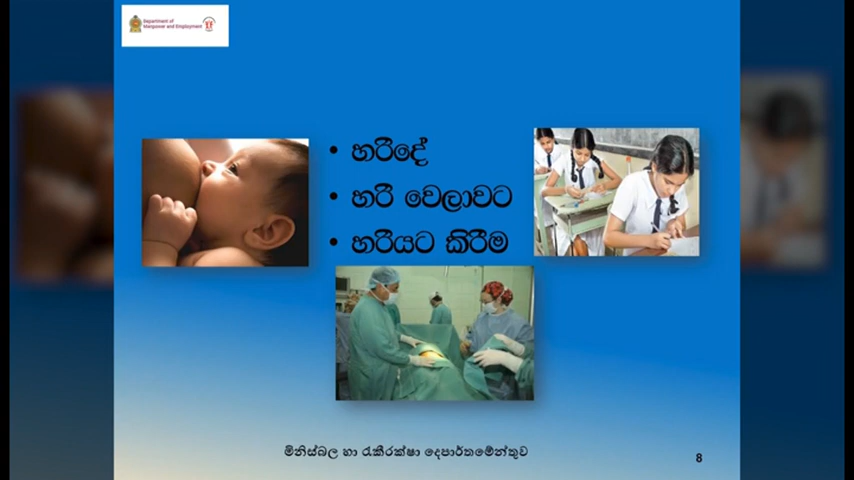 Department of
Manpower and Employment
• හරිදේ
• හරි වෙලාවට
• හරියට කිරීම
මිනිස්බල හා රැකීරක්ෂා දෙපාර්තමේන්තුව
8